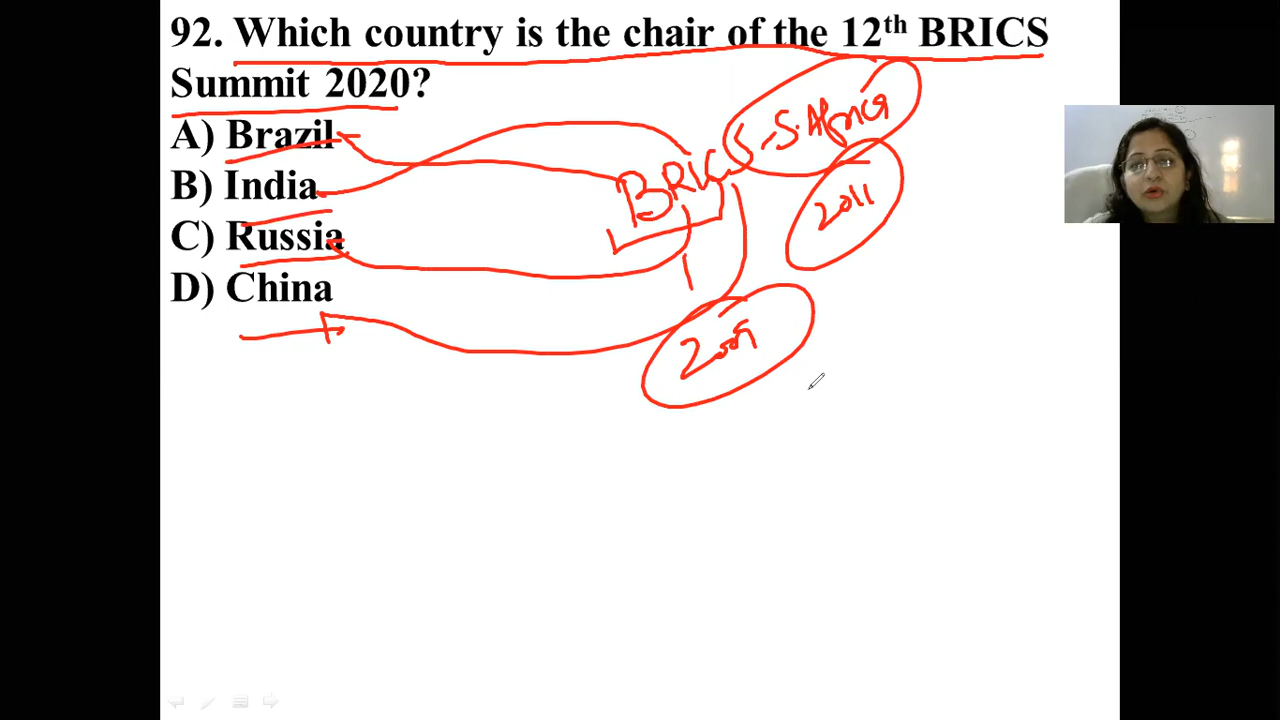 92. Which country is the chair of the 12th BRICS
Summit 2020?
A) Brazil
B) India
C) Russia
D) China
BRIC S - S. Africa
2011
2009